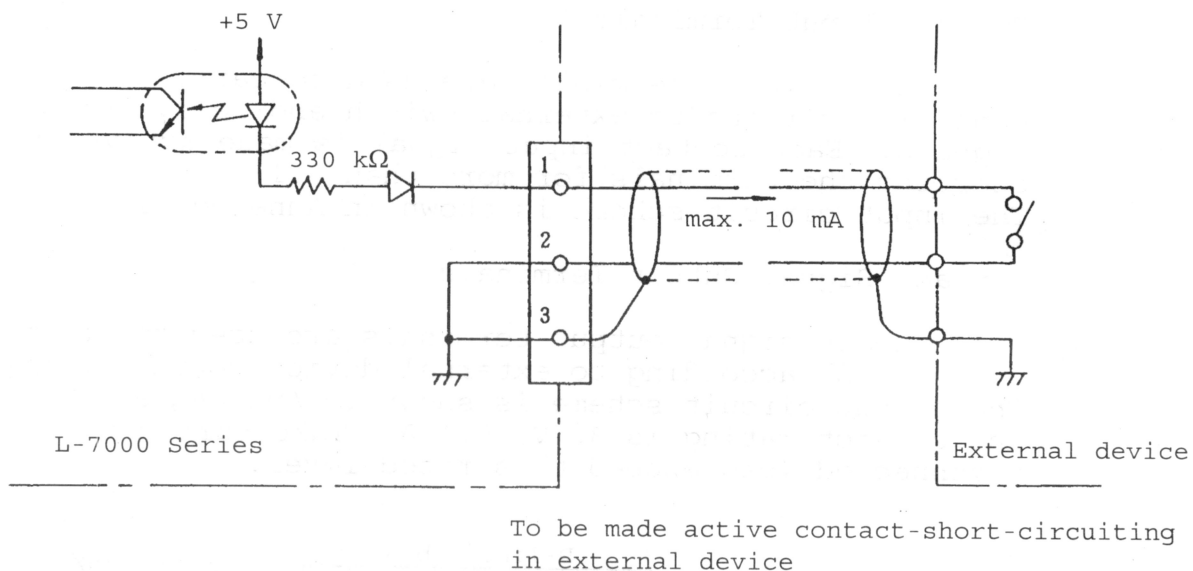 +5 V
330 kΩ
1
2
3
max. 10 mA
L-7000 Series
External device
To be made active contact-short-circuiting
in external device